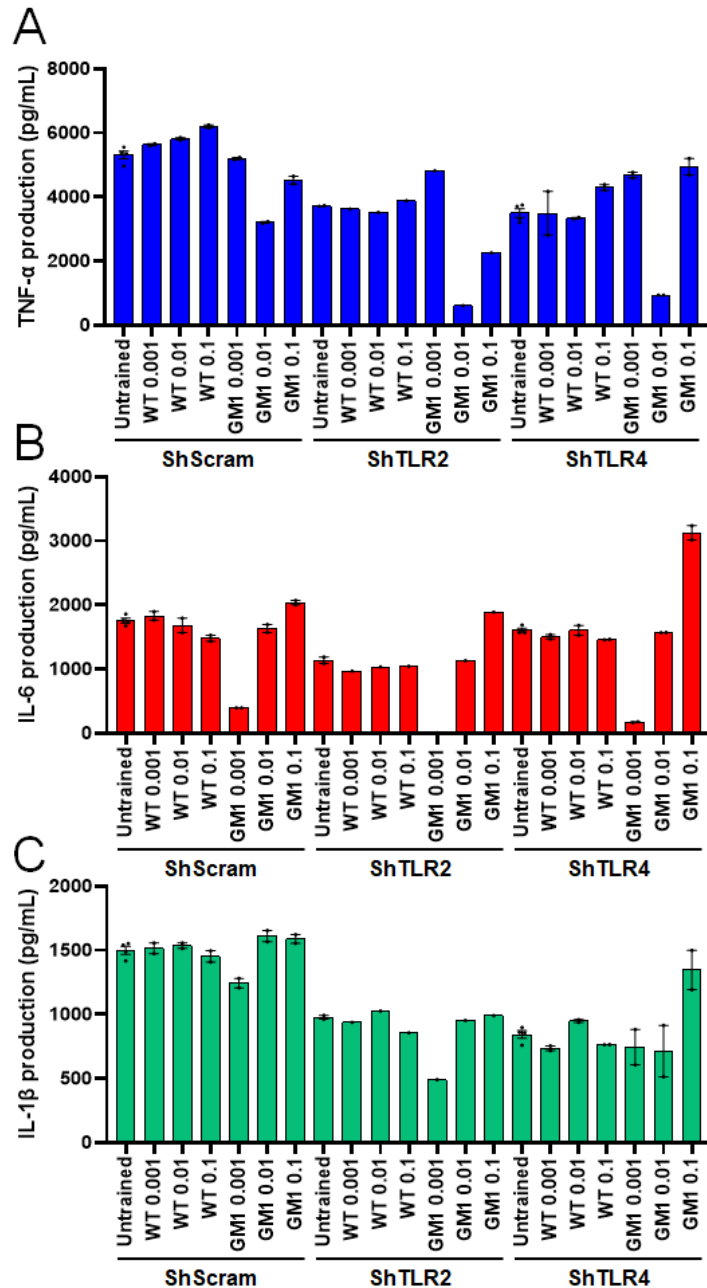 A
TNF-α production (pg/mL)
8000
6000
4000
2000
0
Untrained
WT 0.001
WT 0.01
WT 0.1
GM1 0.001
GM1 0.01
GM1 0.1
Untrained
WT 0.001
WT 0.01
WT 0.1
GM1 0.001
GM1 0.01
GM1 0.1
Untrained
WT 0.001
WT 0.01
WT 0.1
GM1 0.001
GM1 0.01
GM1 0.1
ShScram ShTLR2 ShTLR4
B
IL-6 production (pg/mL)
4000
3000
2000
1000
0
Untrained
WT 0.001
WT 0.01
WT 0.1
GM1 0.001
GM1 0.01
GM1 0.1
Untrained
WT 0.001
WT 0.01
WT 0.1
GM1 0.001
GM1 0.01
GM1 0.1
Untrained
WT 0.001
WT 0.01
WT 0.1
GM1 0.001
GM1 0.01
GM1 0.1
ShScram ShTLR2 ShTLR4
C
IL-1β production (pg/mL)
2000
1500
1000
500
0
Untrained
WT 0.001
WT 0.01
WT 0.1
GM1 0.001
GM1 0.01
GM1 0.1
Untrained
WT 0.001
WT 0.01
WT 0.1
GM1 0.001
GM1 0.01
GM1 0.1
Untrained
WT 0.001
WT 0.01
WT 0.1
GM1 0.001
GM1 0.01
GM1 0.1
ShScram ShTLR2 ShTLR4